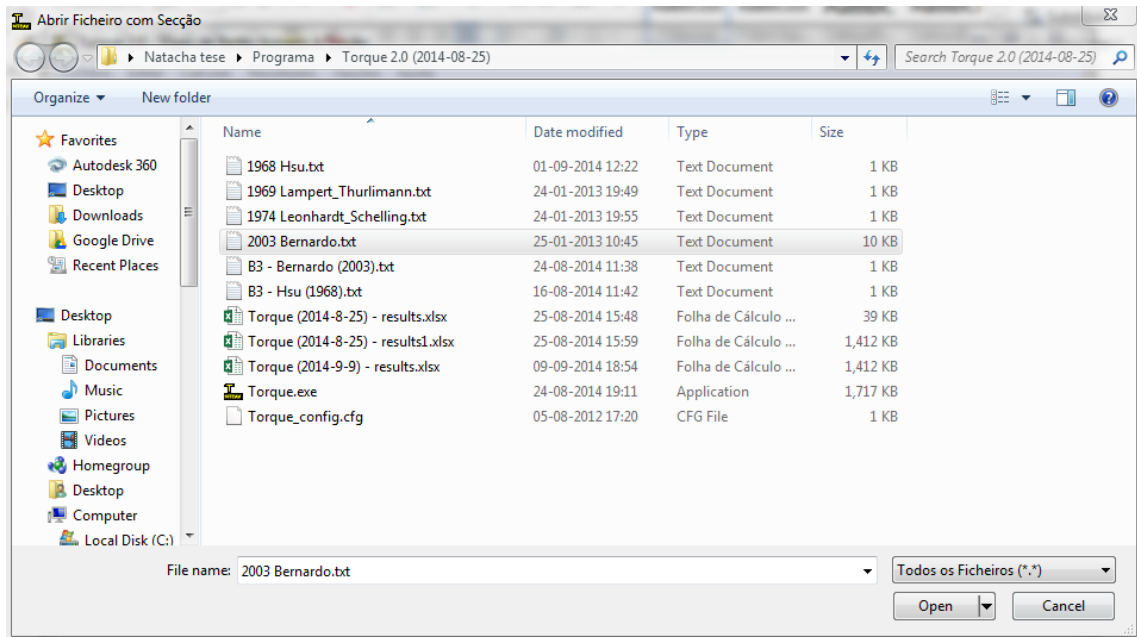 Abrir Ficheiro com Secção
Natacha tese Programa Torque 2.0 (2014-08-25) Search Torque 2.0 (2014-08-25)
Organize New folder
Name Date modified Type Size
Favorites
Autodesk 360
Desktop
Downloads
Google Drive
Recent Places
Desktop
Libraries
Documents
Music
Pictures
Videos
Homegroup
Desktop
Computer
Local Disk (C:)
1968 Hsu.txt 01-09-2014 12:22 Text Document 1 KB
1969 Lampert_Thurlimann.txt 24-01-2013 19:49 Text Document 1 KB
1974 Leonhardt_Schelling.txt 24-01-2013 19:55 Text Document 1 KB
2003 Bernardo.txt 25-01-2013 10:45 Text Document 10 KB
B3 - Bernardo (2003).txt 24-08-2014 11:38 Text Document 1 KB
B3 - Hsu (1968).txt 16-08-2014 11:42 Text Document 1 KB
Torque (2014-8-25) - results.xlsx 25-08-2014 15:48 Folha de Cálculo ... 39 KB
Torque (2014-8-25) - results1.xlsx 25-08-2014 15:59 Folha de Cálculo ... 1,412 KB
Torque (2014-9-9) - results.xlsx 09-09-2014 18:54 Folha de Cálculo ... 1,412 KB
Torque.exe 24-08-2014 19:11 Application 1,717 KB
Torque_config.cfg 05-08-2012 17:20 CFG File 1 KB
File name: 2003 Bernardo.txt Todos os Ficheiros (*.*)
Open Cancel